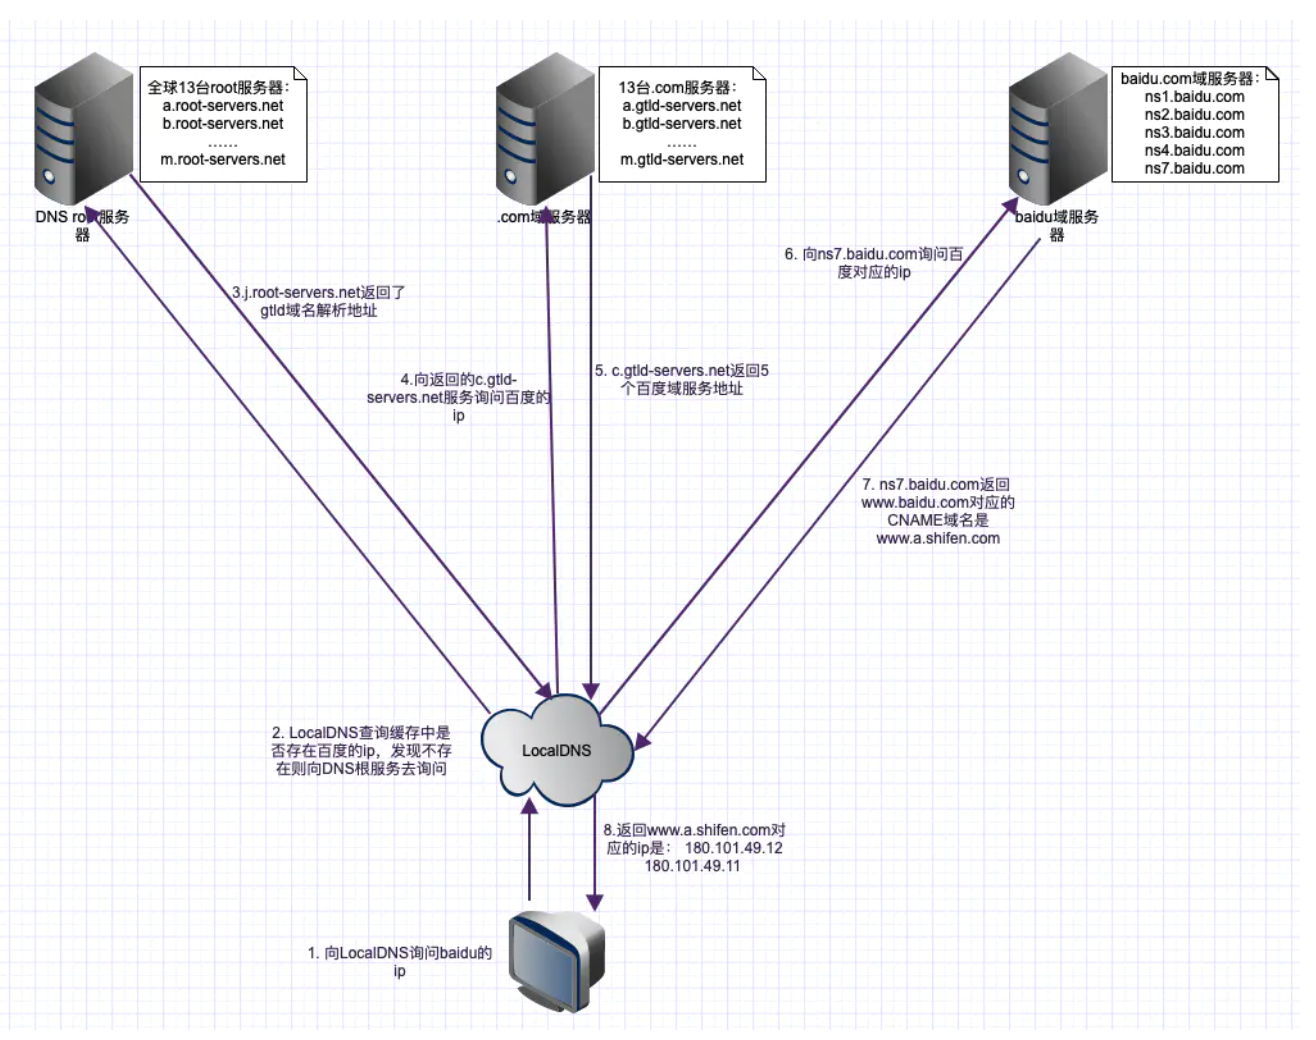 全球13台root服务器：
a.root-servers.net
b.root-servers.net
......
m.root-servers.net
DNS root服务
器
13台.com服务器：
a.gtld-servers.net
b.gtld-servers.net
......
m.gtld-servers.net
.com域服务器
baidu.com域服务器：
ns1.baidu.com
ns2.baidu.com
ns3.baidu.com
ns4.baidu.com
ns7.baidu.com
baidu域服务
器
3.j.root-servers.net返回了
gtld域名解析地址
4.向返回的c.gtld-
servers.net服务询问百度的
ip
5. c.gtld-servers.net返回5
个百度域服务地址
6. 向ns7.baidu.com询问百
度对应的ip
7. ns7.baidu.com返回
www.baidu.com对应的
CNAME域名是
www.a.shifen.com
2. LocalDNS查询缓存中是
否存在百度的ip，发现不存
在则向DNS根服务去询问
LocalDNS
8.返回www.a.shifen.com对
应的ip是： 180.101.49.12
180.101.49.11
1. 向LocalDNS询问baidu的
ip